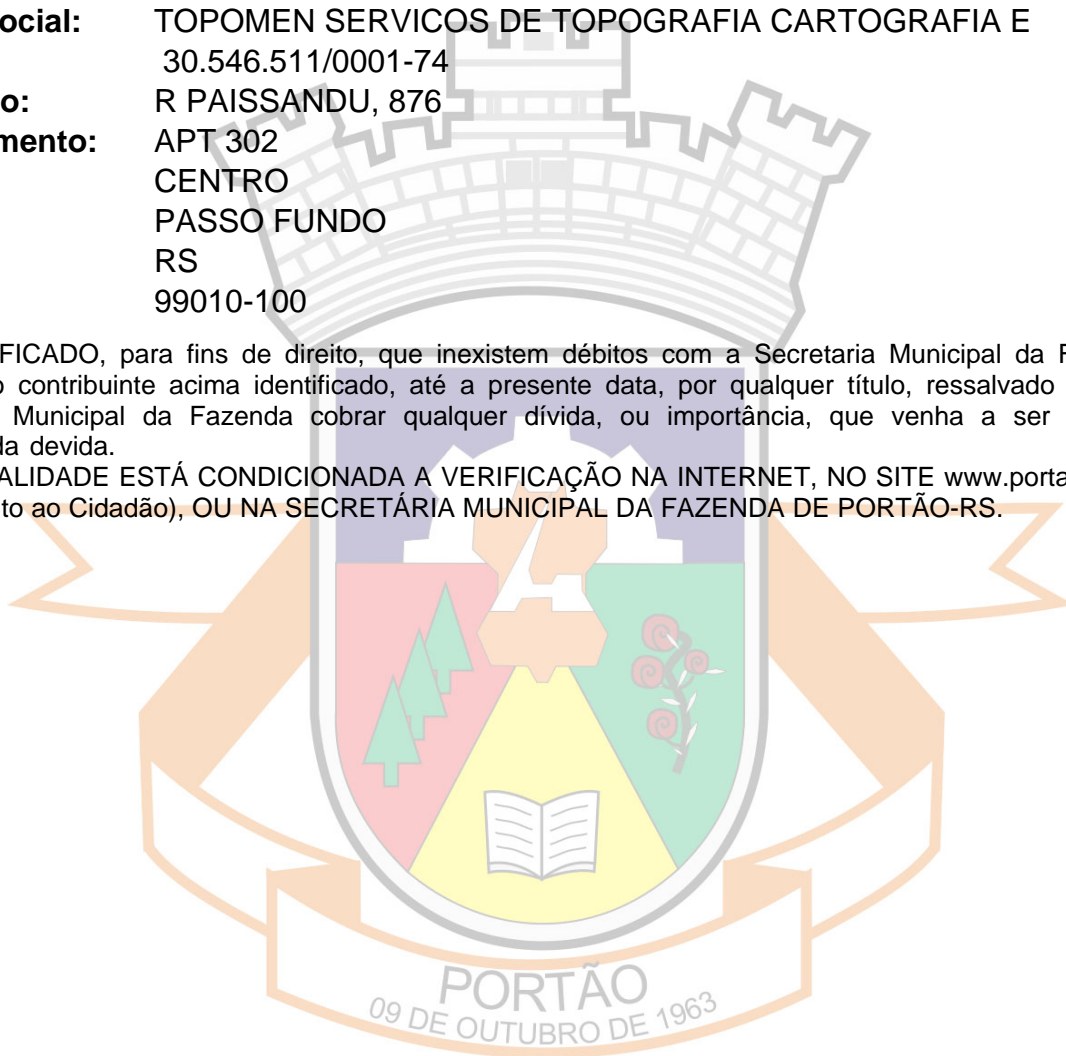 ocial: TOPOMEN SERVICOS DE TOPOGRAFIA CARTOGRAFIA E
30.546.511/0001-74
o: R PAISSANDU, 876
mento: APT 302
CENTRO
PASSO FUNDO
RS
99010-100
FICADO, para fins de direito, que inexistem débitos com a Secretaria Municipal da F
o contribuinte acima identificado, até a presente data, por qualquer título, ressalvado
Municipal da Fazenda cobrar qualquer dívida, ou importância, que venha a ser
da devida.
ALIDADE ESTÁ CONDICIONADA A VERIFICAÇÃO NA INTERNET, NO SITE www.porta
to ao Cidadão), OU NA SECRETÁRIA MUNICIPAL DA FAZENDA DE PORTÃO-RS.
PORTÃO
09 DE OUTUBRO DE 1963